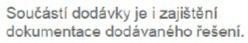 Součástí dodávky je i zajištění
dokumentace dodávaného řešení.